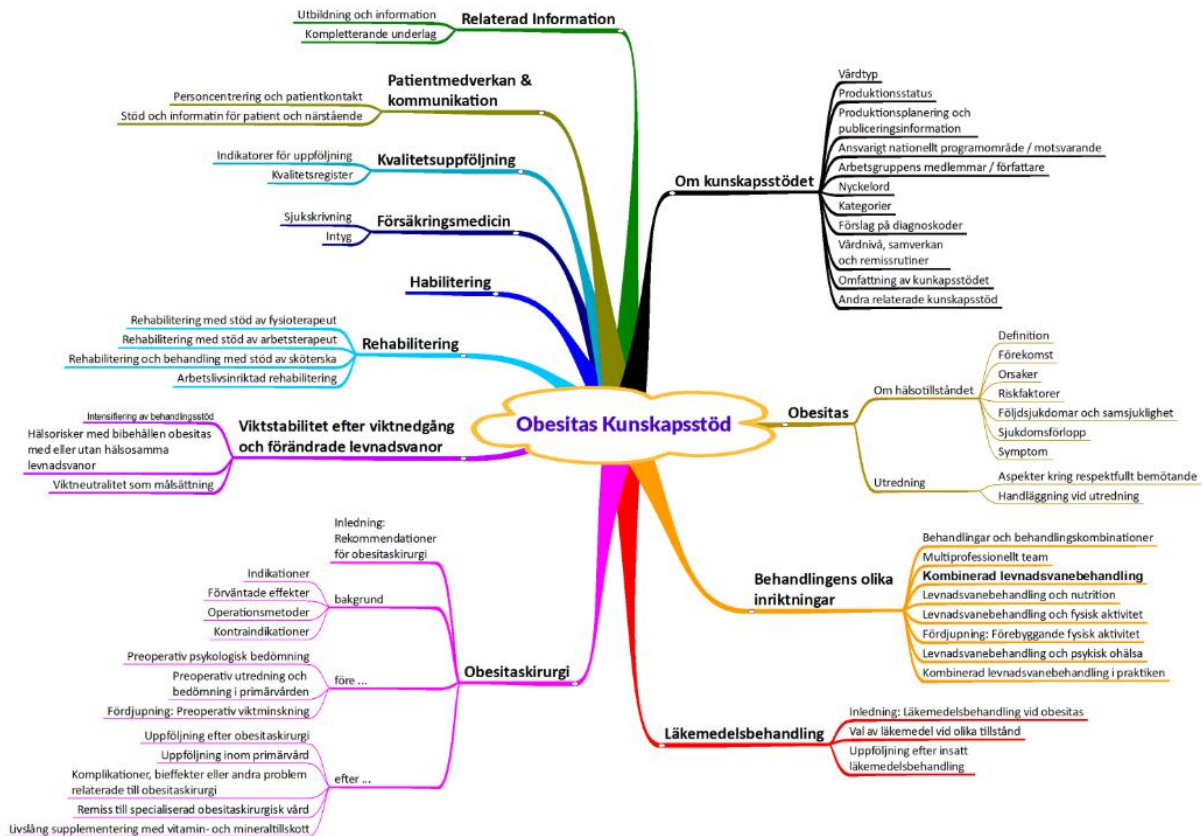 Obesitas Kunskapsstöd
Relaterad Information
Utbildning och information
Kompletterande underlag
Patientmedverkan &
kommunikation
Personcentrering och patientkontakt
Stöd och informatin för patient och närstående
Kvalitetsuppföljning
Indikatorer för uppföljning
Kvalitetsregister
Försäkringsmedicin
Sjukskrivning
Intyg
Habilitering
Rehabilitering
Rehabilitering med stöd av fysioterapeut
Rehabilitering med stöd av arbetsterapeut
Rehabilitering och behandling med stöd av sköterska
Arbetslivsinriktad rehabilitering
Viktstabilitet efter viktnedgång
och förändrade levnadsvanor
Intensifiering av behandlingsstöd
Hälsorisker med bibehållen obesitas
med eller utan hälsosamma
levnadsvanor
Viktneutralitet som målsättning
Obesitaskirurgi
Inledning:
Rekommendationer
för obesitaskirurgi
bakgrund
Indikationer
Förväntade effekter
Operationsmetoder
Kontraindikationer
före ...
Preoperativ psykologisk bedömning
Preoperativ utredning och
bedömning i primärvården
Fördjupning: Preoperativ viktminskning
efter ...
Uppföljning efter obesitaskirurgi
Uppföljning inom primärvård
Komplikationer, bieffekter eller andra problem
relaterade till obesitaskirurgi
Remiss till specialiserad obesitaskirurgisk vård
Livslång supplementering med vitamin- och mineraltillskott
Om kunskapsstödet
Vårdtyp
Produktionsstatus
Produktionsplanering och
publiceringsinformation
Ansvarigt nationellt programområde / motsvarande
Arbetsgruppens medlemmar / författare
Nyckelord
Kategorier
Förslag på diagnoskoder
Vårdnivå, samverkan
och remissrutiner
Omfattning av kunkapsstödet
Andra relaterade kunskapsstöd
Obesitas
Om hälsotillståndet
Definition
Förekomst
Orsaker
Riskfaktorer
Följdsjukdomar och samsjuklighet
Sjukdomsförlopp
Symptom
Utredning
Aspekter kring respektfullt bemötande
Handläggning vid utredning
Behandlingens olika
inriktningar
Behandlingar och behandlingskombinationer
Multiprofessionellt team
Kombinerad levnadsvanebehandling
Levnadsvanebehandling och nutrition
Levnadsvanebehandling och fysisk aktivitet
Fördjupning: Förebyggande fysisk aktivitet
Levnadsvanebehandling och psykisk ohälsa
Kombinerad levnadsvanebehandling i praktiken
Läkemedelsbehandling
Inledning: Läkemedelsbehandling vid obesitas
Val av läkemedel vid olika tillstånd
Uppföljning efter insatt
läkemedelsbehandling